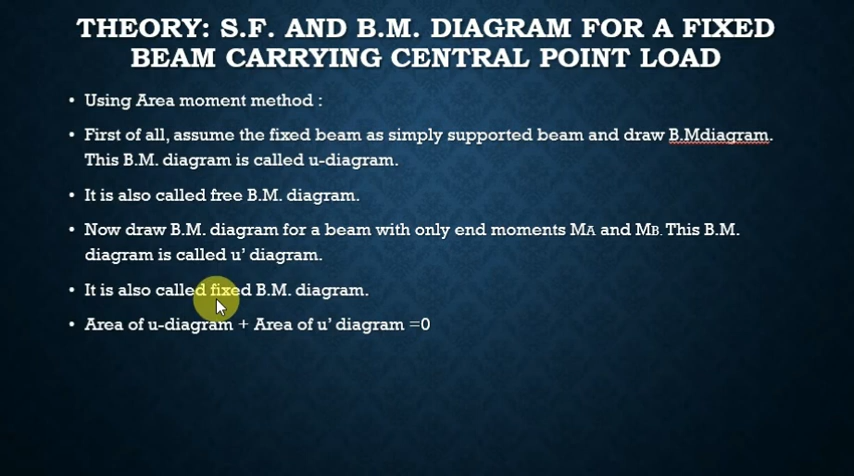 THEORY: S.F. AND B.M. DIAGRAM FOR A FIXED
BEAM CARRYING CENTRAL POINT LOAD
• Using Area moment method :
• First of all, assume the fixed beam as simply supported beam and draw B.Mdiagram.
This B.M. diagram is called u-diagram.
• It is also called free B.M. diagram.
• Now draw B.M. diagram for a beam with only end moments MA and MB. This B.M.
diagram is called u’ diagram.
• It is also called fixed B.M. diagram.
• Area of u-diagram + Area of u’ diagram =0